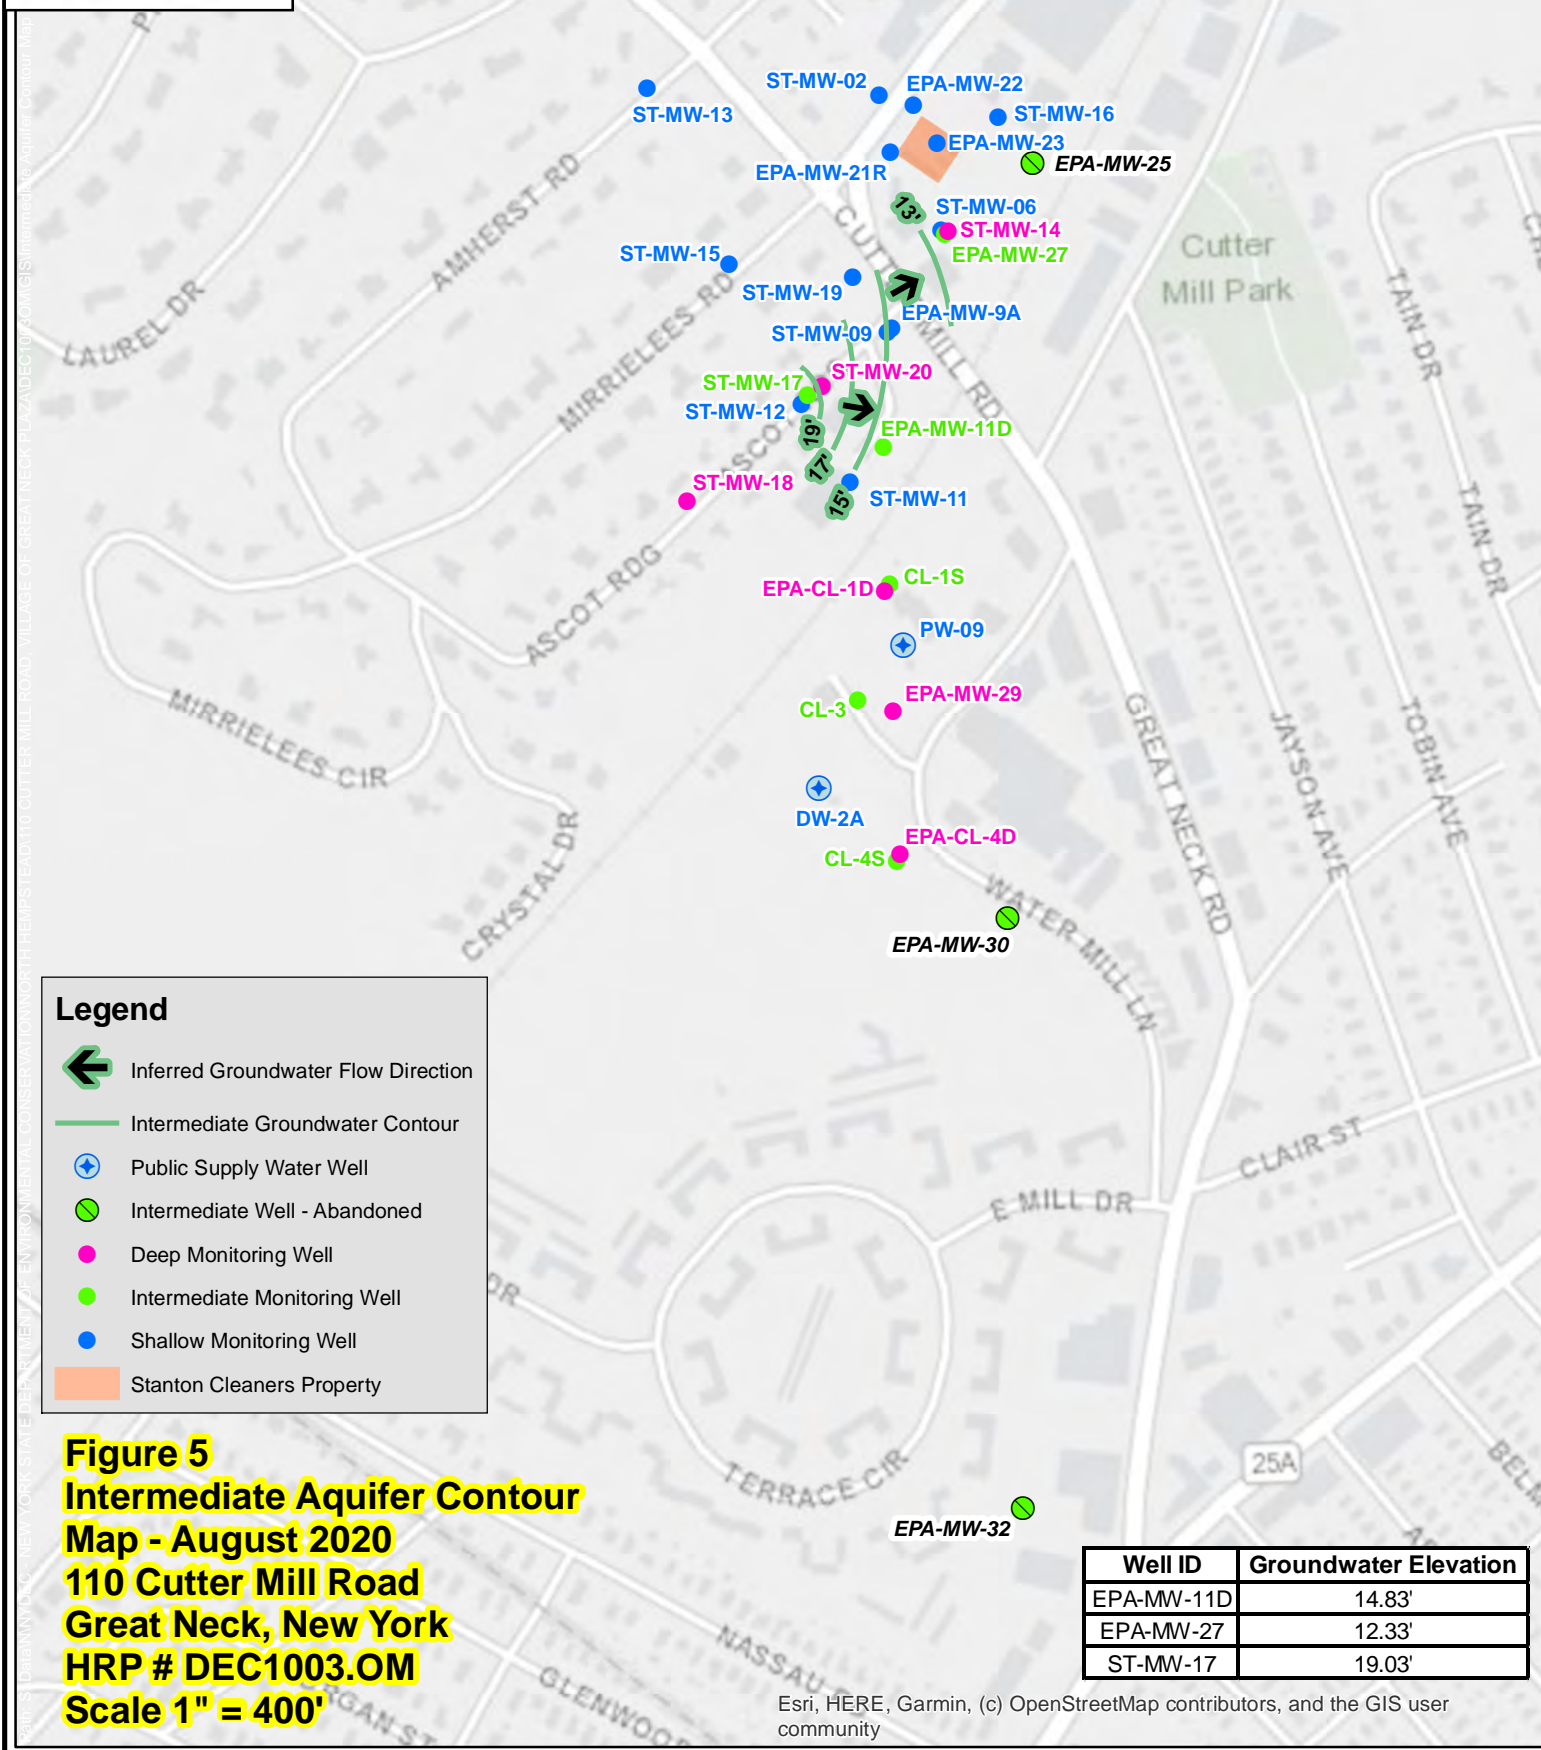 ST-MW-02
EPA-MW-22
ST-MW-13
ST-MW-16
EPA-MW-23
EPA-MW-25
EPA-MW-21R
AMHERST RD
13'
ST-MW-06
ST-MW-14
EPA-MW-27
Cutter
Mill Park
ST-MW-15
ST-MW-19
CUTTER MILL RD
LAUREL DR
TAIN DR
EPA-MW-9A
ST-MW-09
MIRRIELEES RD
ST-MW-20
ST-MW-17
ST-MW-12
EPA-MW-11D
19'
17'
15'
ST-MW-18
ST-MW-11
TAIN DR
ASCOT RDG
CL-1S
EPA-CL-1D
PW-09
EPA-MW-29
CL-3
MIRRIELEES CIR
GREAT NECK RD
JAYSON AVE
TOBIN AVE
DW-2A
EPA-CL-4D
CL-4S
CRYSTAL DR
WATER MILL LN
EPA-MW-30
Legend
Inferred Groundwater Flow Direction
Intermediate Groundwater Contour
Public Supply Water Well
Intermediate Well - Abandoned
Deep Monitoring Well
Intermediate Monitoring Well
Shallow Monitoring Well
Stanton Cleaners Property
CLAIR ST
E MILL DR
DR
TERRACE CIR
25A
EPA-MW-32
Figure 5
Intermediate Aquifer Contour
Map - August 2020
110 Cutter Mill Road
Great Neck, New York
HRP # DEC1003.OM
Scale 1" = 400'
Well ID Groundwater Elevation
EPA-MW-11D 14.83'
EPA-MW-27 12.33'
ST-MW-17 19.03'
NASSAU
GLENWOOD
Esri, HERE, Garmin, (c) OpenStreetMap contributors, and the GIS user
community